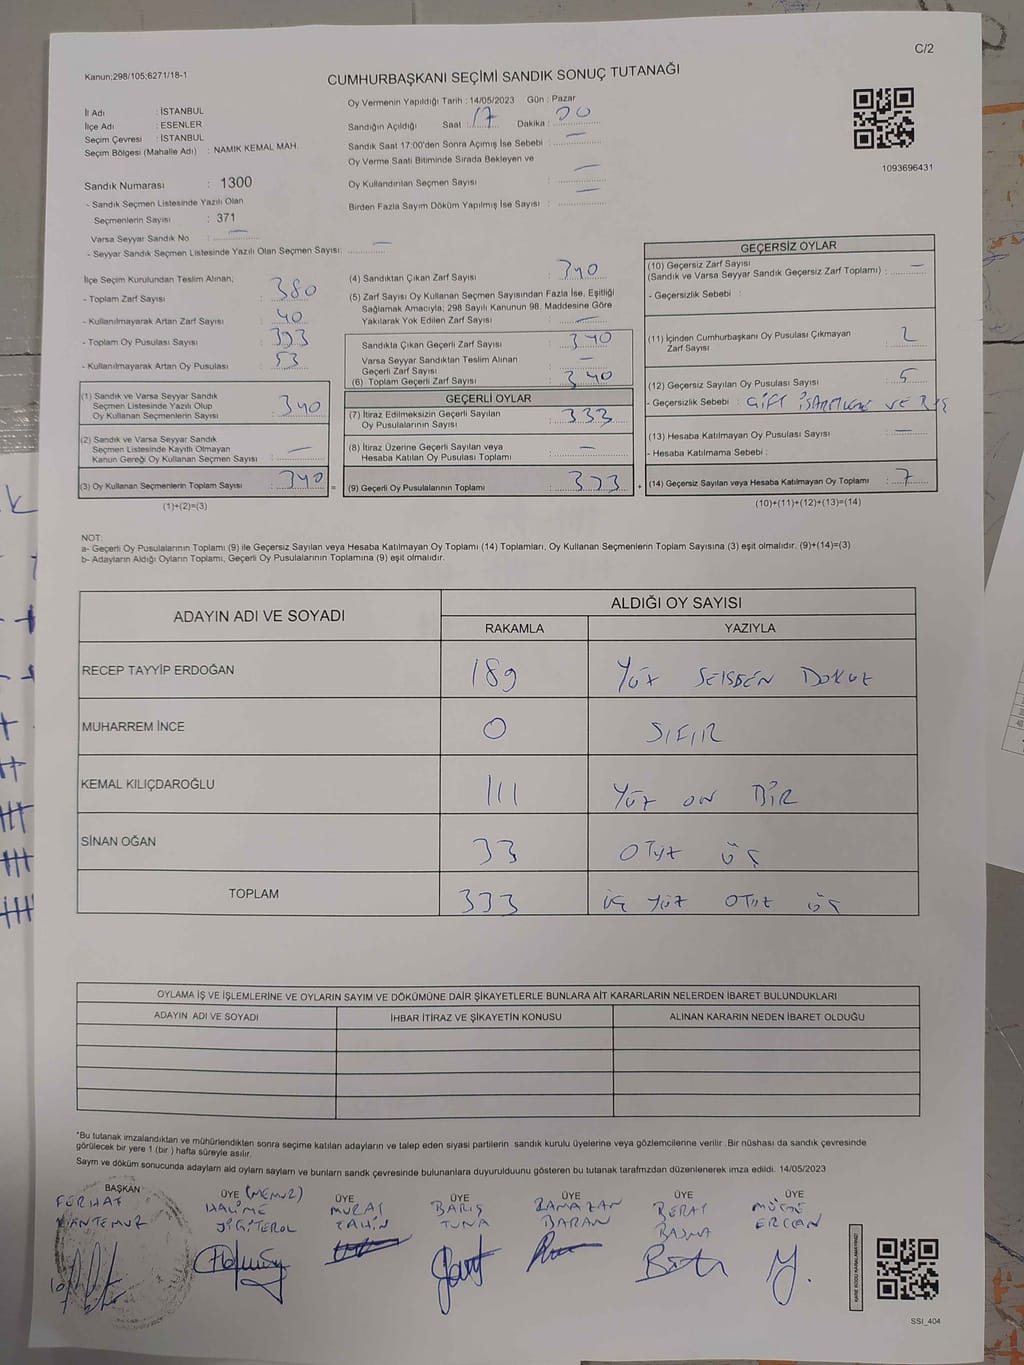 C/2
Kanun;298/105;6271/18-1
CUMHURBAŞKANI SEÇİMİ SANDIK SONUÇ TUTANAĞI
İl Adı : İSTANBUL
İlçe Adı : ESENLER
Seçim Çevresi : İSTANBUL
Seçim Bölgesi (Mahalle Adı) : NAMIK KEMAL MAH.
Oy Vermenin Yapıldığı Tarih : 14/05/2023 Gün : Pazar
Sandığın Açıldığı Saat : 17 Dakika : 00
Sandık Saat 17:00'den Sonra Açımış İse Sebebi : —
Oy Verme Saati Bitiminde Sırada Bekleyen ve
Oy Kullandırılan Seçmen Sayısı : —
Birden Fazla Sayım Döküm Yapılmış İse Sayısı : —
1093696431
Sandık Numarası : 1300
- Sandık Seçmen Listesinde Yazılı Olan
Seçmenlerin Sayısı : 371
Varsa Seyyar Sandık No : —
- Seyyar Sandık Seçmen Listesinde Yazılı Olan Seçmen Sayısı: —
İlçe Seçim Kurulundan Teslim Alınan;
- Toplam Zarf Sayısı : 380
- Kullanılmayarak Artan Zarf Sayısı : 40
- Toplam Oy Pusulası Sayısı : 393
- Kullanılmayarak Artan Oy Pusulası : 53
(1) Sandık ve Varsa Seyyar Sandık
Seçmen Listesinde Yazılı Olup
Oy Kullanan Seçmenlerin Sayısı : 340
(2) Sandık ve Varsa Seyyar Sandık
Seçmen Listesinde Kayıtlı Olmayan
Kanun Gereği Oy Kullanan Seçmen Sayısı : —
(3) Oy Kullanan Seçmenlerin Toplam Sayısı : 340 =
(1)+(2)=(3)
(4) Sandıktan Çıkan Zarf Sayısı : 340
(5) Zarf Sayısı Oy Kullanan Seçmen Sayısından Fazla İse, Eşitliği
Sağlamak Amacıyla; 298 Sayılı Kanunun 98. Maddesine Göre
Yakılarak Yok Edilen Zarf Sayısı : —
Sandıkla Çıkan Geçerli Zarf Sayısı : 340
Varsa Seyyar Sandıktan Teslim Alınan
Geçerli Zarf Sayısı : —
(6) Toplam Geçerli Zarf Sayısı : 340
GEÇERLİ OYLAR
(7) İtiraz Edilmeksizin Geçerli Sayılan
Oy Pusulalarının Sayısı : 333
(8) İtiraz Üzerine Geçerli Sayılan veya
Hesaba Katılan Oy Pusulası Toplamı : —
(9) Geçerli Oy Pusulalarının Toplamı : 333 +
GEÇERSİZ OYLAR
(10) Geçersiz Zarf Sayısı
(Sandık ve Varsa Seyyar Sandık Geçersiz Zarf Toplamı) : —
- Geçersizlik Sebebi :
(11) İçinden Cumhurbaşkanı Oy Pusulası Çıkmayan
Zarf Sayısı : 2
(12) Geçersiz Sayılan Oy Pusulası Sayısı : 5
- Geçersizlik Sebebi : ÇİFT
(13) Hesaba Katılmayan Oy Pusulası Sayısı : —
- Hesaba Katılmama Sebebi :
(14) Geçersiz Sayılan veya Hesaba Katılmayan Oy Toplamı : 7
(10)+(11)+(12)+(13)=(14)
NOT:
a- Geçerli Oy Pusulalarının Toplamı (9) ile Geçersiz Sayılan veya Hesaba Katılmayan Oy Toplamı (14) Toplamları, Oy Kullanan Seçmenlerin Toplam Sayısına (3) eşit olmalıdır. (9)+(14)=(3)
b- Adayların Aldığı Oyların Toplamı, Geçerli Oy Pusulalarının Toplamına (9) eşit olmalıdır.
ADAYIN ADI VE SOYADI
ALDIĞI OY SAYISI
RAKAMLA YAZIYLA
RECEP TAYYİP ERDOĞAN 189 YÜZ SEKSEN DOKUZ
MUHARREM İNCE 0 SIFIR
KEMAL KILIÇDAROĞLU 111 YÜZ ON BİR
SİNAN OĞAN 33 OTUZ ÜÇ
TOPLAM 333 ÜÇ YÜZ OTUZ ÜÇ
OYLAMA İŞ VE İŞLEMLERİNE VE OYLARIN SAYIM VE DÖKÜMÜNE DAİR ŞİKAYETLERLE BUNLARA AİT KARARLARIN NELERDEN İBARET BULUNDUKLARI
ADAYIN ADI VE SOYADI İHBAR İTİRAZ VE ŞİKAYETİN KONUSU ALINAN KARARIN NEDEN İBARET OLDUĞU
*Bu tutanak imzalandıktan ve mühürlendikten sonra seçime katılan adayların ve talep eden siyasi partilerin sandık kurulu üyelerine veya gözlemcilerine verilir. Bir nüshası da sandık çevresinde
görülecek bir yere 1 (bir ) hafta süreyle asılır.
Sayım ve döküm sonucunda adayların ald oyların sayların ve bunların sandk çevresinde bulunanlara duyurulduunu gösteren bu tutanak tarafmzdan düzenlenerek imza edildi. 14/05/2023
BAŞKAN ÜYE (MEMUR) ÜYE ÜYE ÜYE ÜYE ÜYE
FERHAT HALİME MURAT BARIŞ RAMAZAN BERAT
KANTEMUR YİĞİTEROL ŞAHİN TUNA BARAN ERCAN
KARE KODU KARALAMAYINIZ!
SSI_404